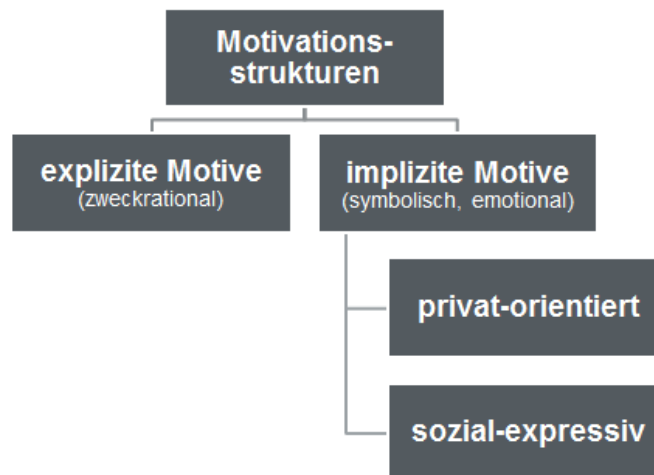 Motivations-
strukturen
explizite Motive
(zweckrational)
implizite Motive
(symbolisch, emotional)
privat-orientiert
sozial-expressiv